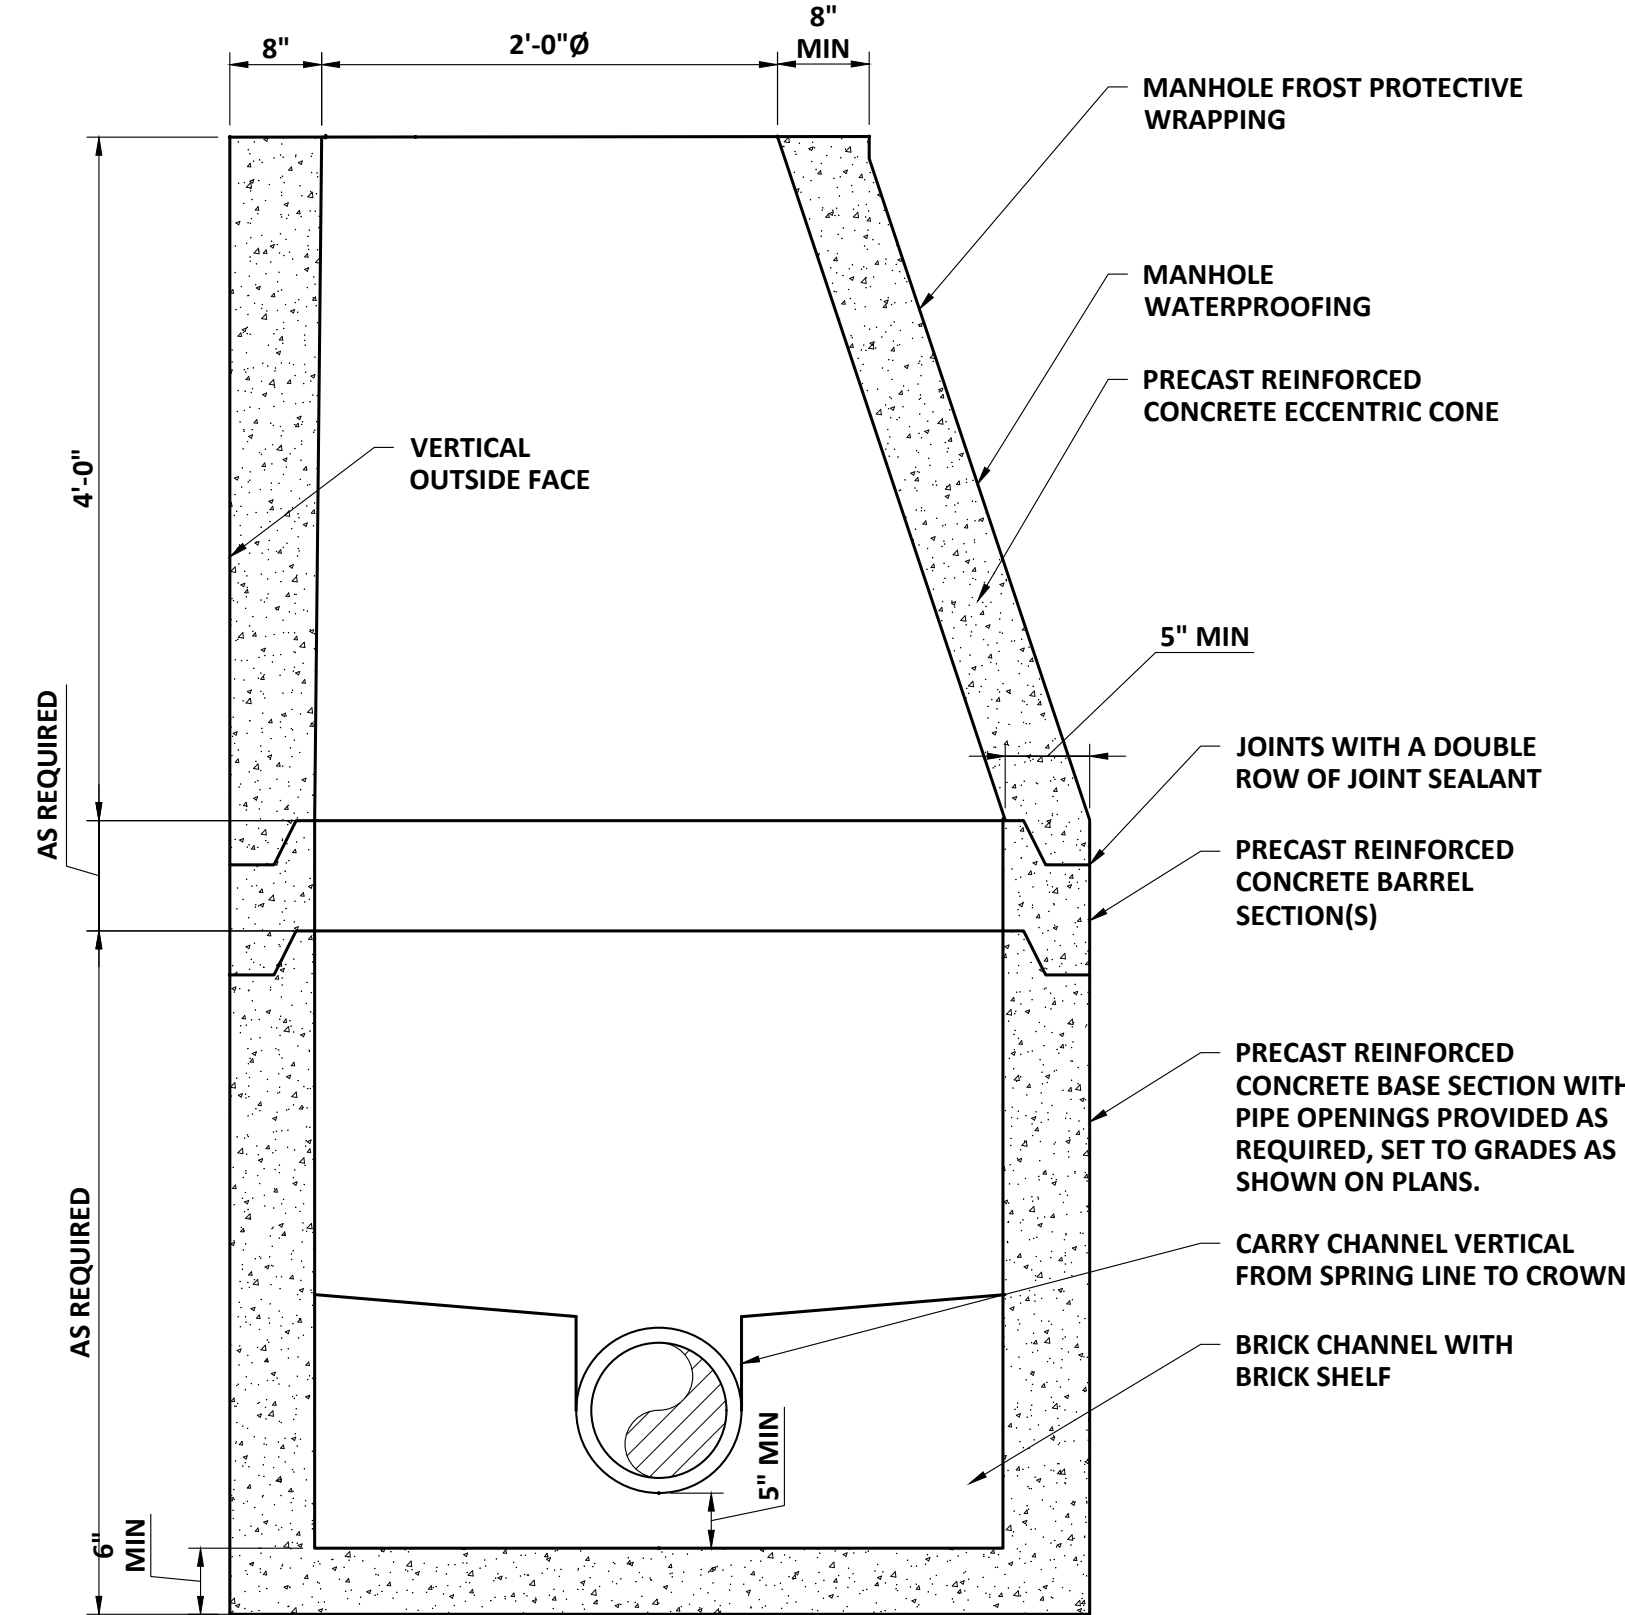 8"
2'-0"Ø
8"
MIN
MANHOLE FROST PROTECTIVE
WRAPPING
MANHOLE
WATERPROOFING
PRECAST REINFORCED
CONCRETE ECCENTRIC CONE
VERTICAL
OUTSIDE FACE
4'-0"
5" MIN
AS REQUIRED
JOINTS WITH A DOUBLE
ROW OF JOINT SEALANT
PRECAST REINFORCED
CONCRETE BARREL
SECTION(S)
PRECAST REINFORCED
CONCRETE BASE SECTION WITH
PIPE OPENINGS PROVIDED AS
REQUIRED, SET TO GRADES AS
SHOWN ON PLANS.
AS REQUIRED
CARRY CHANNEL VERTICAL
FROM SPRING LINE TO CROWN
BRICK CHANNEL WITH
BRICK SHELF
5" MIN
6"
MIN